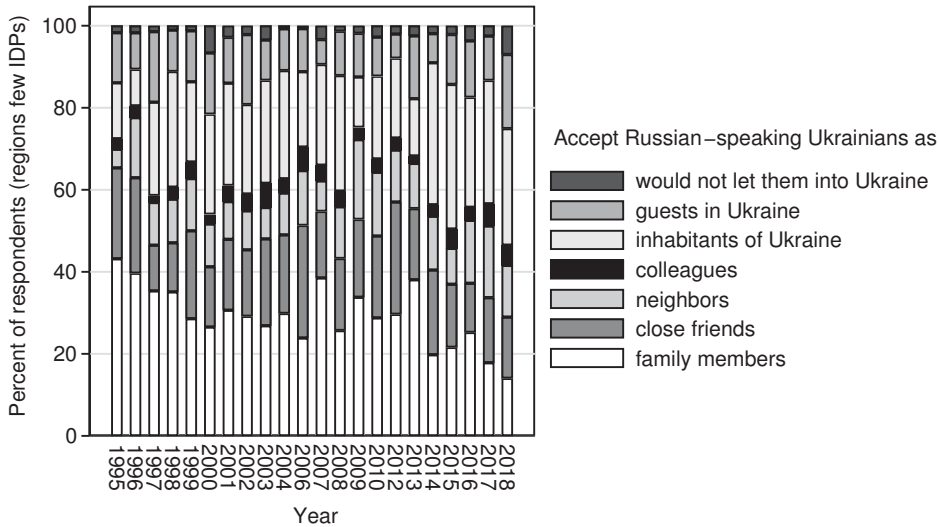 Percent of respondents (regions few IDPs)
100
80
60
40
20
0
1995
1996
1997
1998
1999
2000
2001
2002
2003
2004
2006
2007
2008
2009
2010
2012
2013
2014
2015
2016
2017
2018
Year
Accept Russian−speaking Ukrainians as
would not let them into Ukraine
guests in Ukraine
inhabitants of Ukraine
colleagues
neighbors
close friends
family members